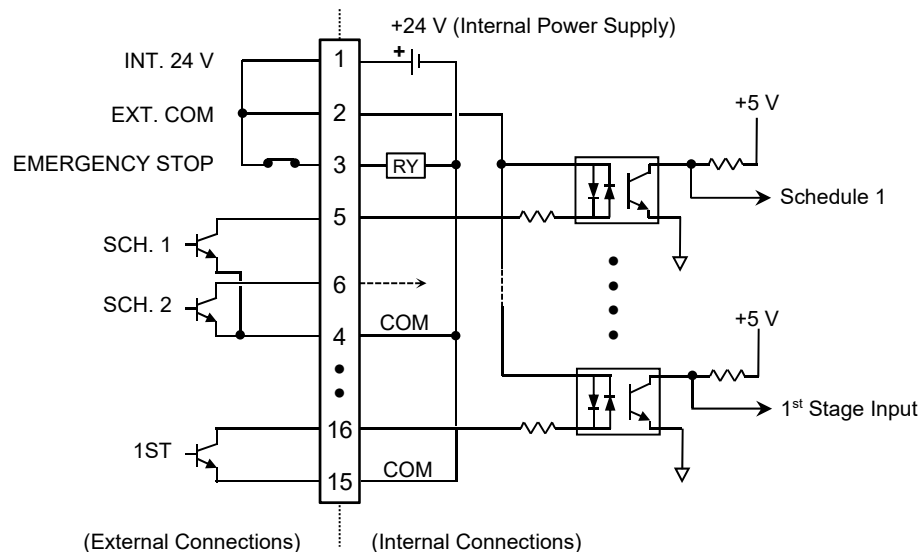 +24 V (Internal Power Supply)
+
INT. 24 V
1
EXT. COM
2
+5 V
EMERGENCY STOP
3
RY
Schedule 1
5
SCH. 1
6
SCH. 2
4
COM
+5 V
16
1st Stage Input
1ST
15
COM
(External Connections)
(Internal Connections)